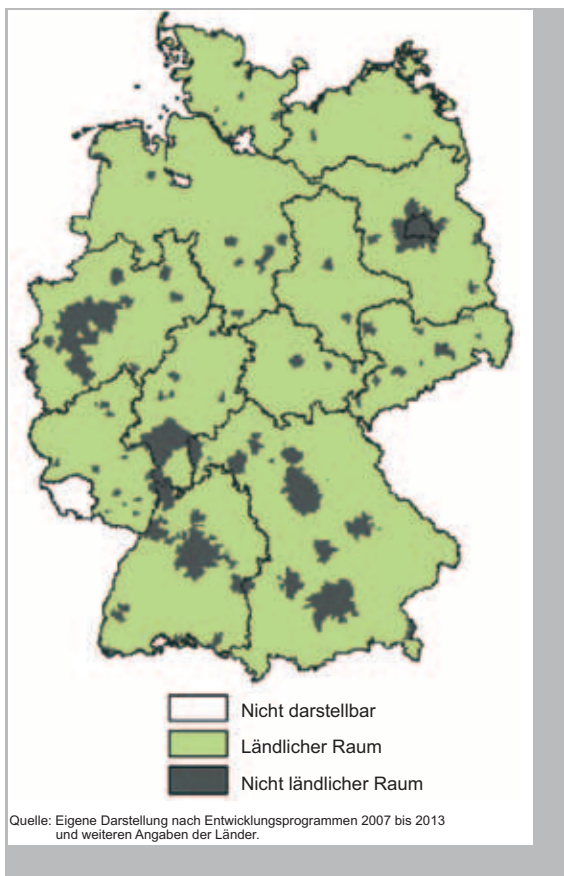 Nicht darstellbar
Ländlicher Raum
Nicht ländlicher Raum
Quelle: Eigene Darstellung nach Entwicklungsprogrammen 2007 bis 2013
und weiteren Angaben der Länder.